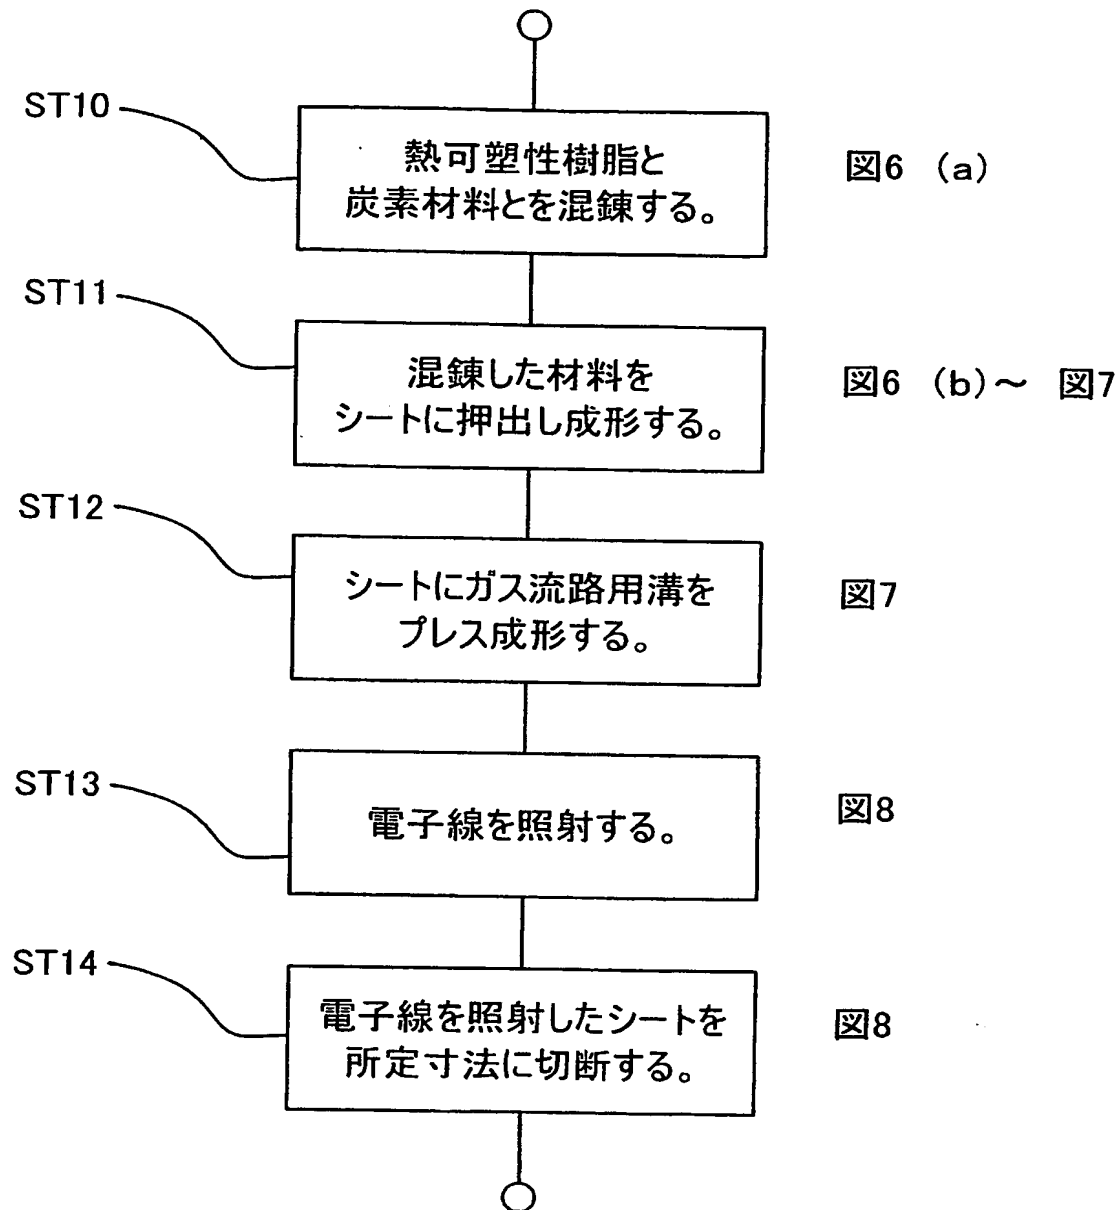 ST10
熱可塑性樹脂と
炭素材料とを混錬する。
図6 (a)
ST11
混錬した材料を
シートに押出し成形する。
図6 (b)～ 図7
ST12
シートにガス流路用溝を
プレス成形する。
図7
ST13
電子線を照射する。
図8
ST14
電子線を照射したシートを
所定寸法に切断する。
図8